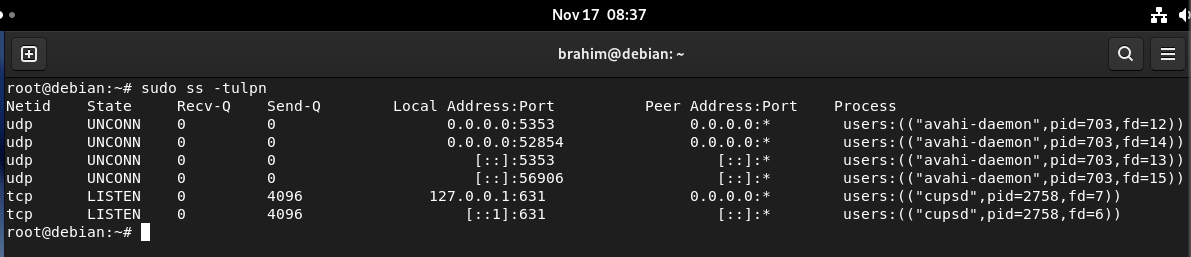 Nov 17 08:37
brahim@debian: ~
root@debian:~# sudo ss -tulpn
Netid State Recv-Q Send-Q Local Address:Port Peer Address:Port Process
udp UNCONN 0 0 0.0.0.0:5353 0.0.0.0:* users:(("avahi-daemon",pid=703,fd=12))
udp UNCONN 0 0 0.0.0.0:52854 0.0.0.0:* users:(("avahi-daemon",pid=703,fd=14))
udp UNCONN 0 0 [::]:5353 [::]:* users:(("avahi-daemon",pid=703,fd=13))
udp UNCONN 0 0 [::]:56906 [::]:* users:(("avahi-daemon",pid=703,fd=15))
tcp LISTEN 0 4096 127.0.0.1:631 0.0.0.0:* users:(("cupsd",pid=2758,fd=7))
tcp LISTEN 0 4096 [::1]:631 [::]:* users:(("cupsd",pid=2758,fd=6))
root@debian:~#